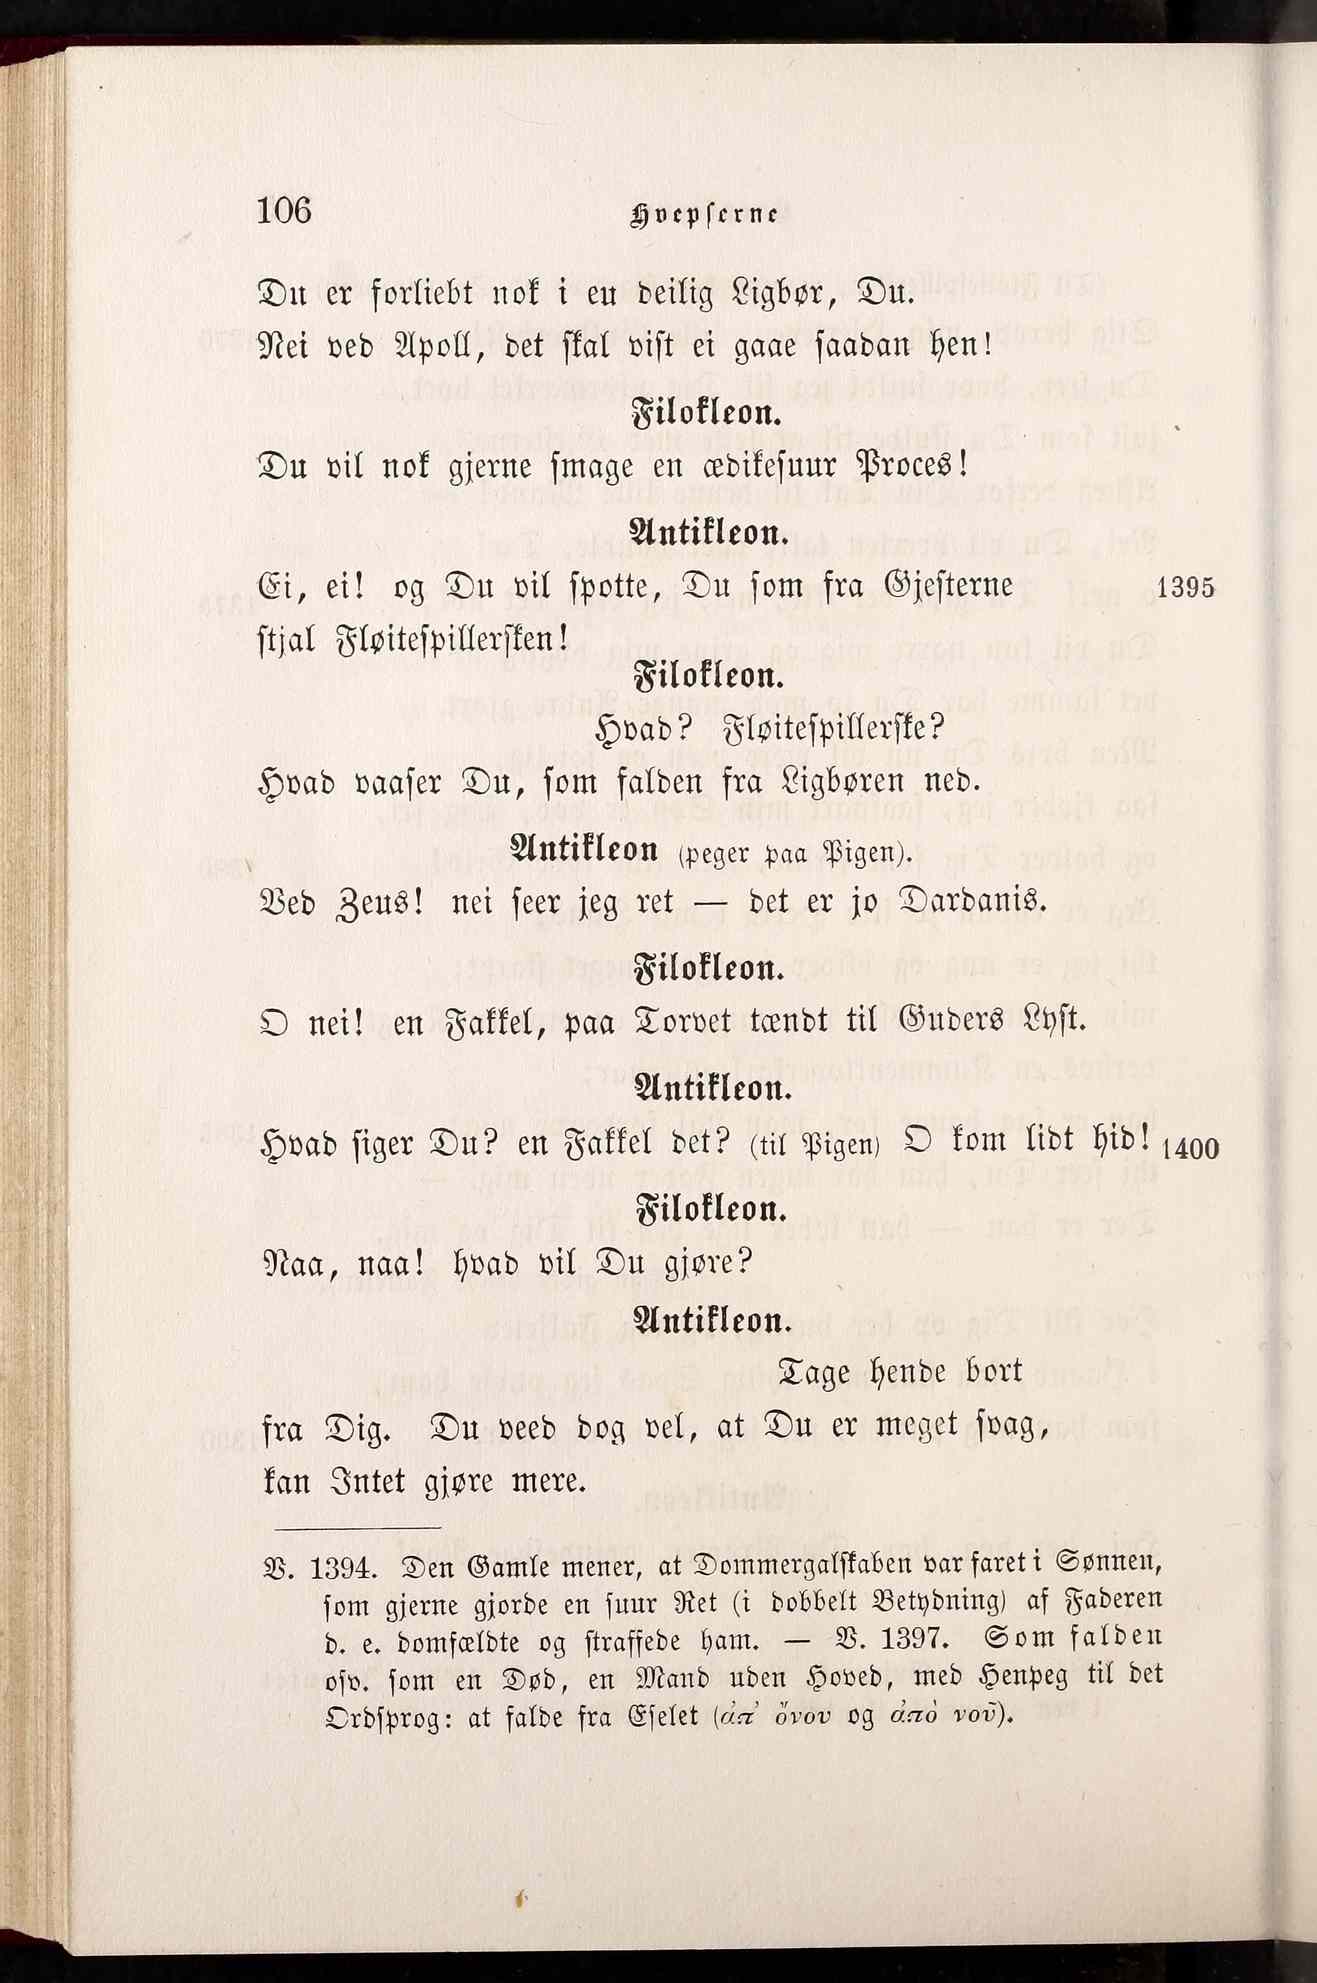 106 Hvepserne
Du er forliebt nok i en deilig Ligbør, Du.
Nei ved Apoll, det skal vist ei gaae saadan hen!
Filokleon.
Du vil nok gjerne smage en ædikesuur Proces!
Antikleon.
Ei, ei! og Du vil spotte, Du som fra Gjesterne 1395
stjal Fløitespillersken!
Filokleon.
Hvad? Fløitespillerske?
Hvad vaaser Du, som falden fra Ligbøren ned.
Antikleon (peger paa Pigen).
Ved Zeus! nei seer jeg ret — det er jo Dardanis.
Filokleon.
O nei! en Fakkel, paa Torvet tændt til Guders Lyst.
Antikleon.
Hvad siger Du? en Fakkel det? (til Pigen) O kom lidt hid! 1400
Filokleon.
Naa, naa! hvad vil Du gjøre?
Antikleon.
Tage hende bort
fra Dig. Du veed dog vel, at Du er meget svag,
kan Intet gjøre mere.
V. 1394. Den Gamle mener, at Dommergalskaben var faret i Sønnen,
som gjerne gjorde en suur Ret (i dobbelt Betydning) af Faderen
d. e. domfældte og straffede ham. — V. 1397. Som falden
osv. som en Død, en Mand uden Hoved, med Henpeg til det
Ordsprog: at falde fra Eselet (ἀπ' ὄνου og ἀπὸ νοῦ).